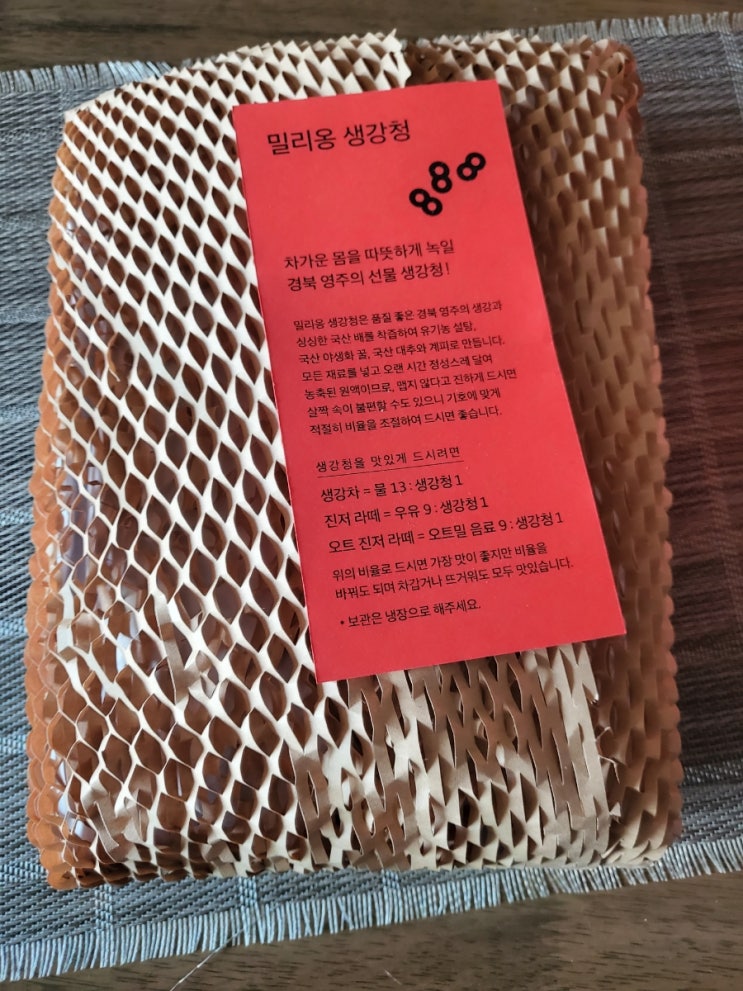 밀리옹 생강청
888
차가운 몸을 따뜻하게 녹일
경북 영주의 선물 생강청!
밀리옹 생강청은 품질 좋은 경북 영주의 생강과
싱싱한 국산 배를 착즙하여 유기농 설탕,
국산 야생화 꿀, 국산 대추와 계피로 만듭니다.
모든 재료를 넣고 오랜 시간 정성스레 달여
농축된 원액이므로, 맵지 않다고 진하게 드시면
살짝 속이 불편할 수도 있으니 기호에 맞게
적절히 비율을 조절하여 드시면 좋습니다.
생강청을 맛있게 드시려면
생강차 = 물 13 : 생강청 1
진저 라떼 = 우유 9 : 생강청 1
오트 진저 라떼 = 오트밀 음료 9 : 생강청 1
위의 비율로 드시면 가장 맛이 좋지만 비율을
바꿔도 되며 차갑거나 뜨거워도 모두 맛있습니다.
• 보관은 냉장으로 해주세요.